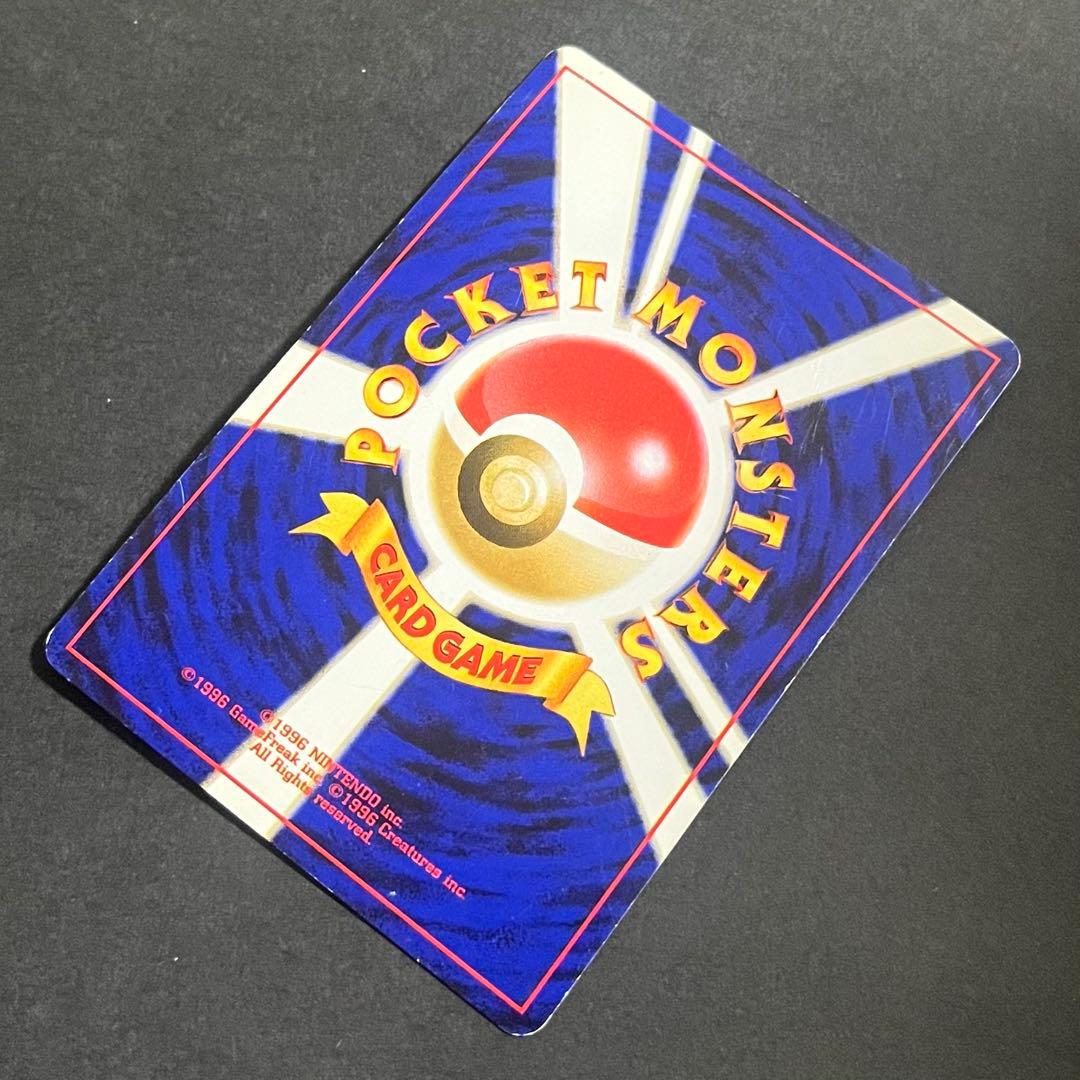 POCKET MONSTERS
CARD GAME
©1996 NINTENDO inc.
©1996 GameFreak inc. ©1996 Creatures inc.
All Rights reserved.